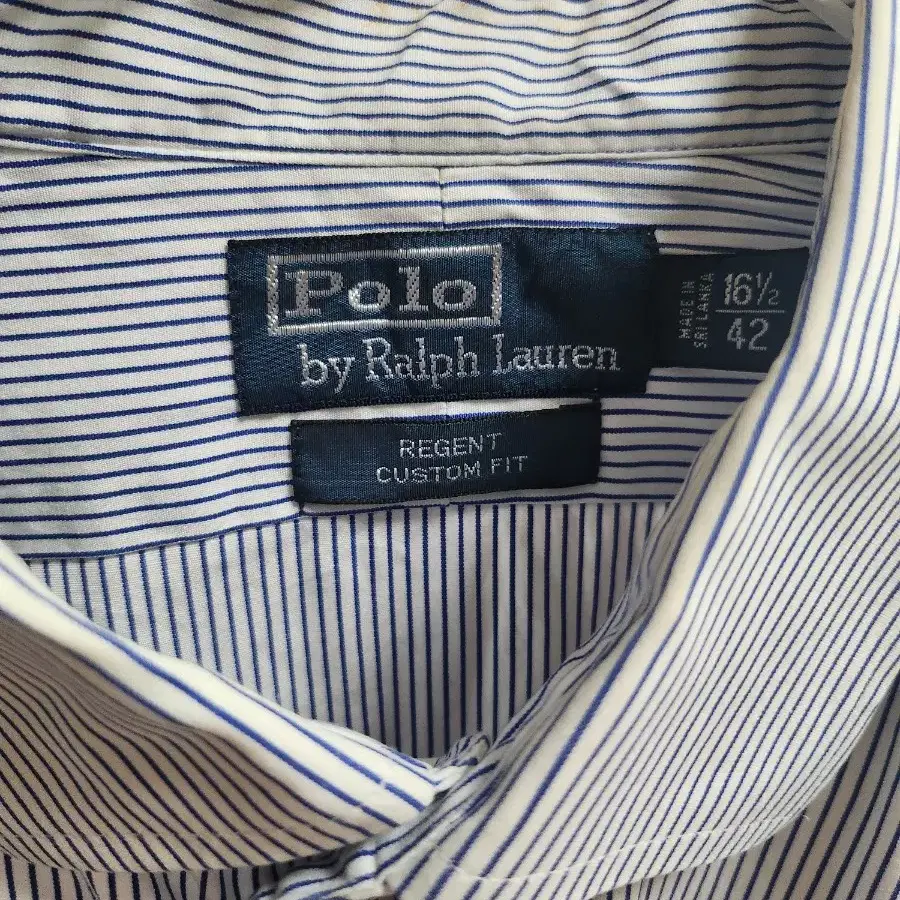 Polo
by Ralph Lauren
MADE IN
SRI LANKA
16½
42
REGENT
CUSTOM FIT